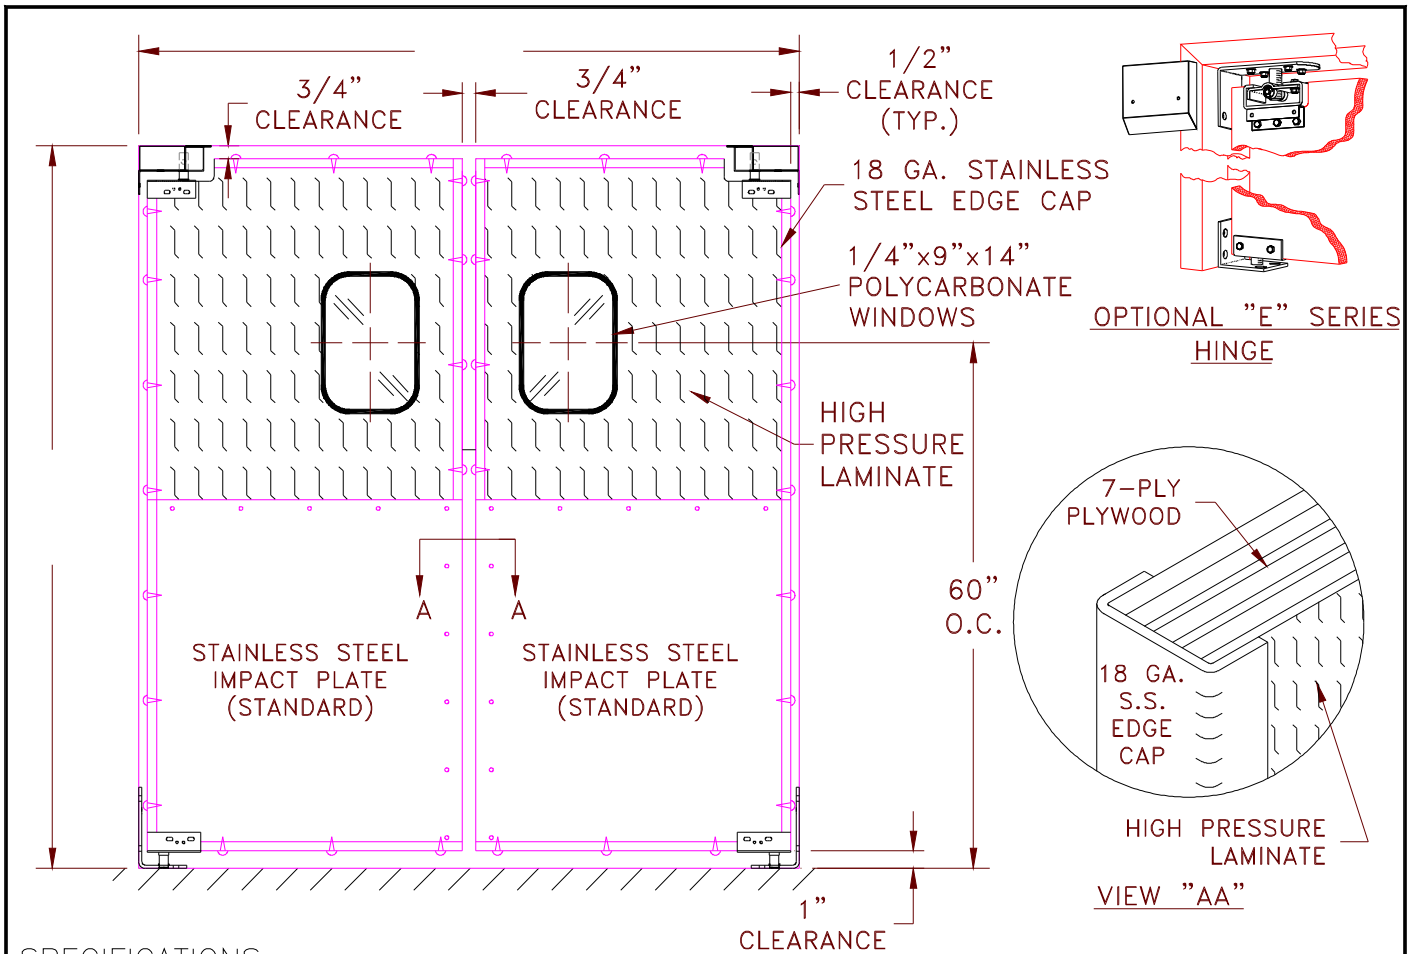 3/4"
CLEARANCE
3/4"
CLEARANCE
1/2"
CLEARANCE
(TYP.)
18 GA. STAINLESS
STEEL EDGE CAP
1/4"x9"x14"
POLYCARBONATE
WINDOWS
OPTIONAL "E" SERIES
HINGE
HIGH
PRESSURE
LAMINATE
7-PLY
PLYWOOD
A
A
60"
O.C.
STAINLESS STEEL
IMPACT PLATE
(STANDARD)
STAINLESS STEEL
IMPACT PLATE
(STANDARD)
18 GA.
S.S.
EDGE
CAP
HIGH PRESSURE
LAMINATE
VIEW "AA"
1"
CLEARANCE
SPECIFICATIONS